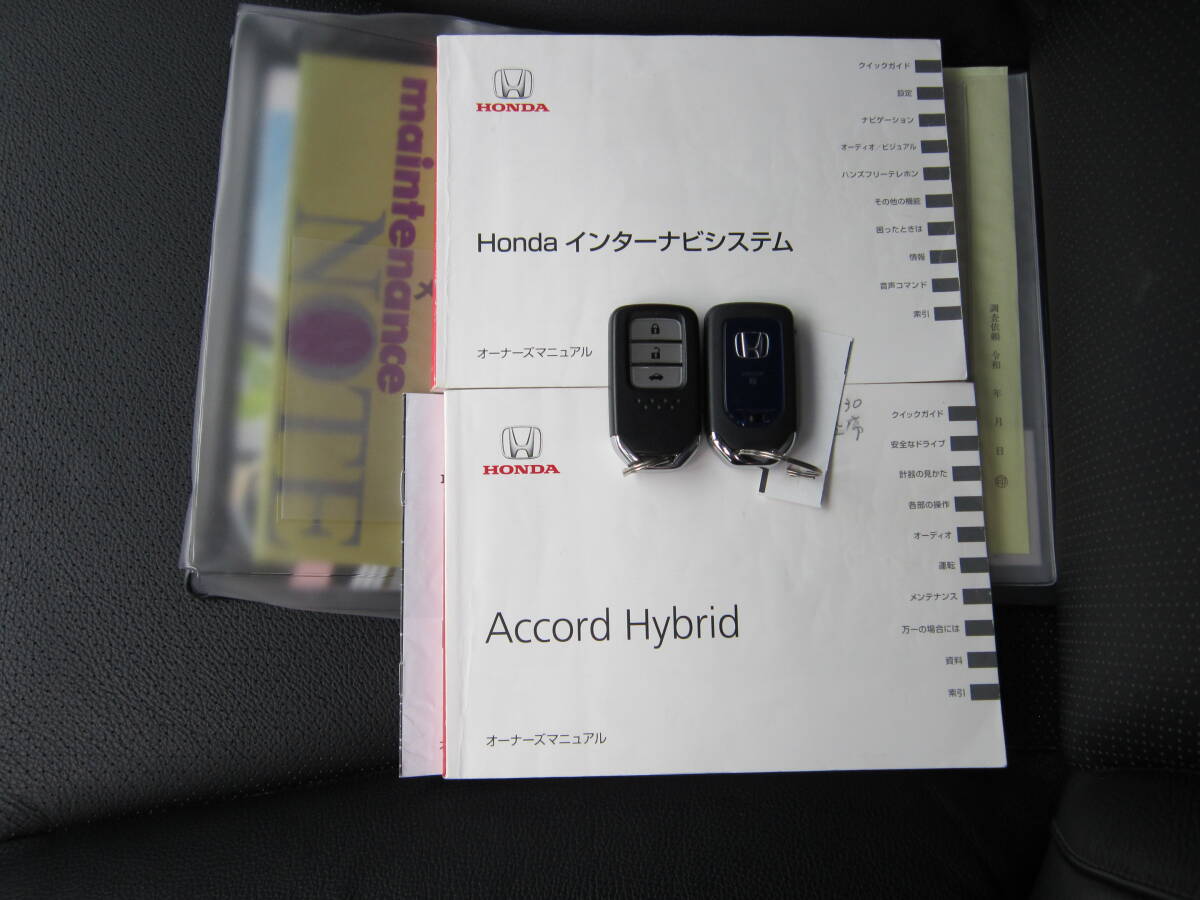 maintenance
NOTE
HONDA
Honda インターナビシステム
オーナーズマニュアル
クイックガイド
設定
ナビゲーション
オーディオ/ビジュアル
ハンズフリーテレホン
その他の機能
困ったときは
情報
音声コマンド
索引
調査依頼 令和 年 月 日 印
HONDA
Accord Hybrid
オーナーズマニュアル
クイックガイド
安全なドライブ
計器の見かた
各部の操作
オーディオ
運転
メンテナンス
万一の場合には
資料
索引